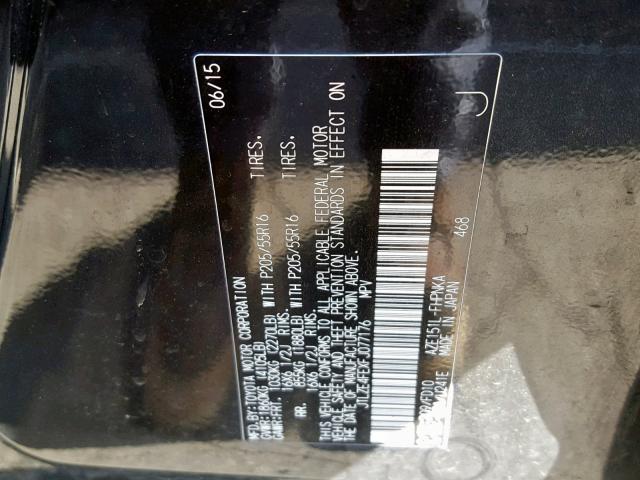 MFD.BY:TOYOTA MOTOR CORPORATION 06/15
GVWR:1860KG (4105LB)
GAWR:FRT. 1030KG (2270LB) WITH P205/55R16 TIRES.
16X6 1/2J RIMS.
RR. 855KG (1880LB) WITH P205/55R16 TIRES.
16X6 1/2J RIMS.
THIS VEHICLE CONFORMS TO ALL APPLICABLE FEDERAL MOTOR
VEHICLE SAFETY AND THEFT PREVENTION STANDARDS IN EFFECT ON
THE DATE OF MANUFACTURE SHOWN ABOVE.
MPV
AZE151L-FHPNKA
MADE IN JAPAN 468
J